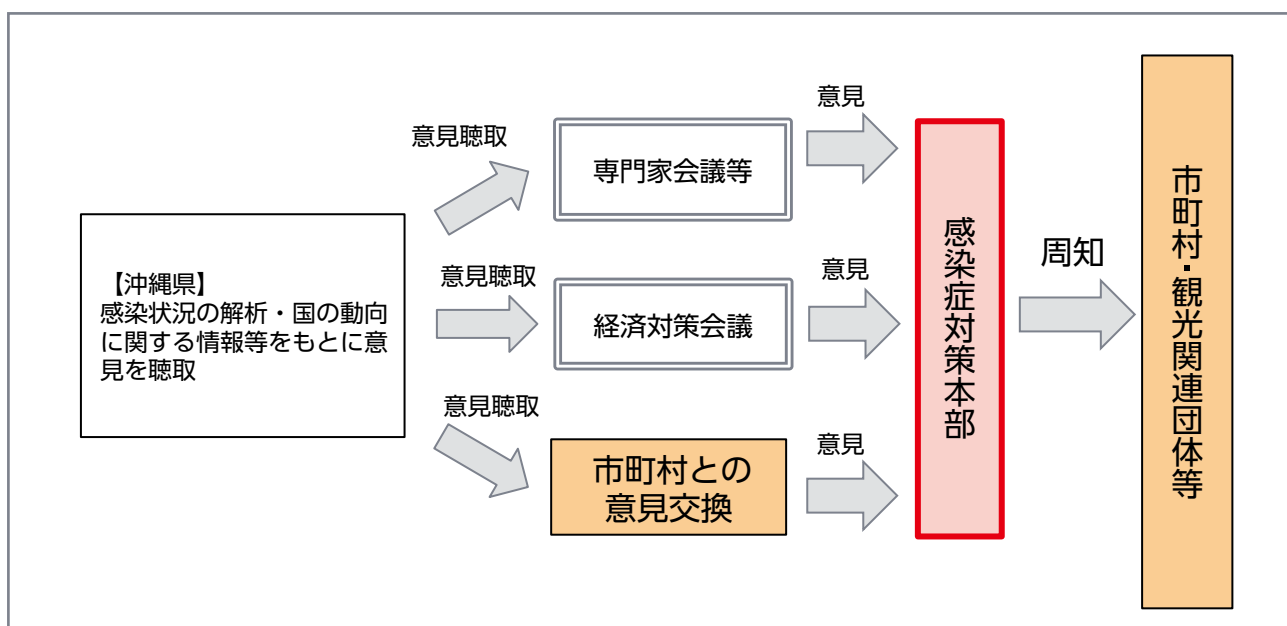 【沖縄県】
感染状況の解析・国の動向
に関する情報等をもとに意
見を聴取
意見聴取
意見聴取
意見聴取
専門家会議等
経済対策会議
市町村との
意見交換
意見
意見
意見
感染症対策本部
周知
市町村・観光関連団体等